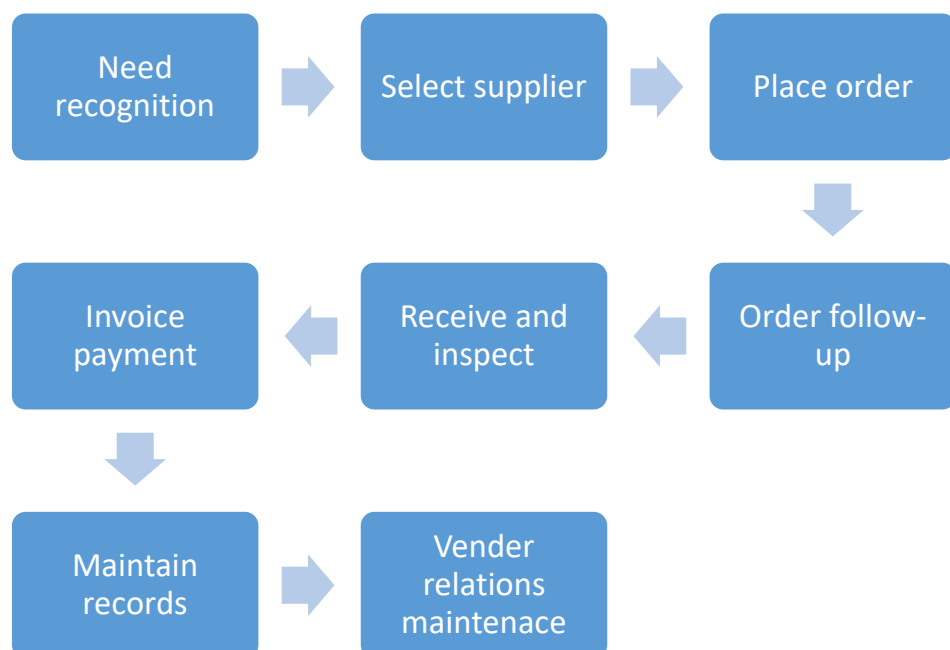 Need
recognition
Select supplier
Place order
Order follow-
up
Receive and
inspect
Invoice
payment
Maintain
records
Vender
relations
maintenace